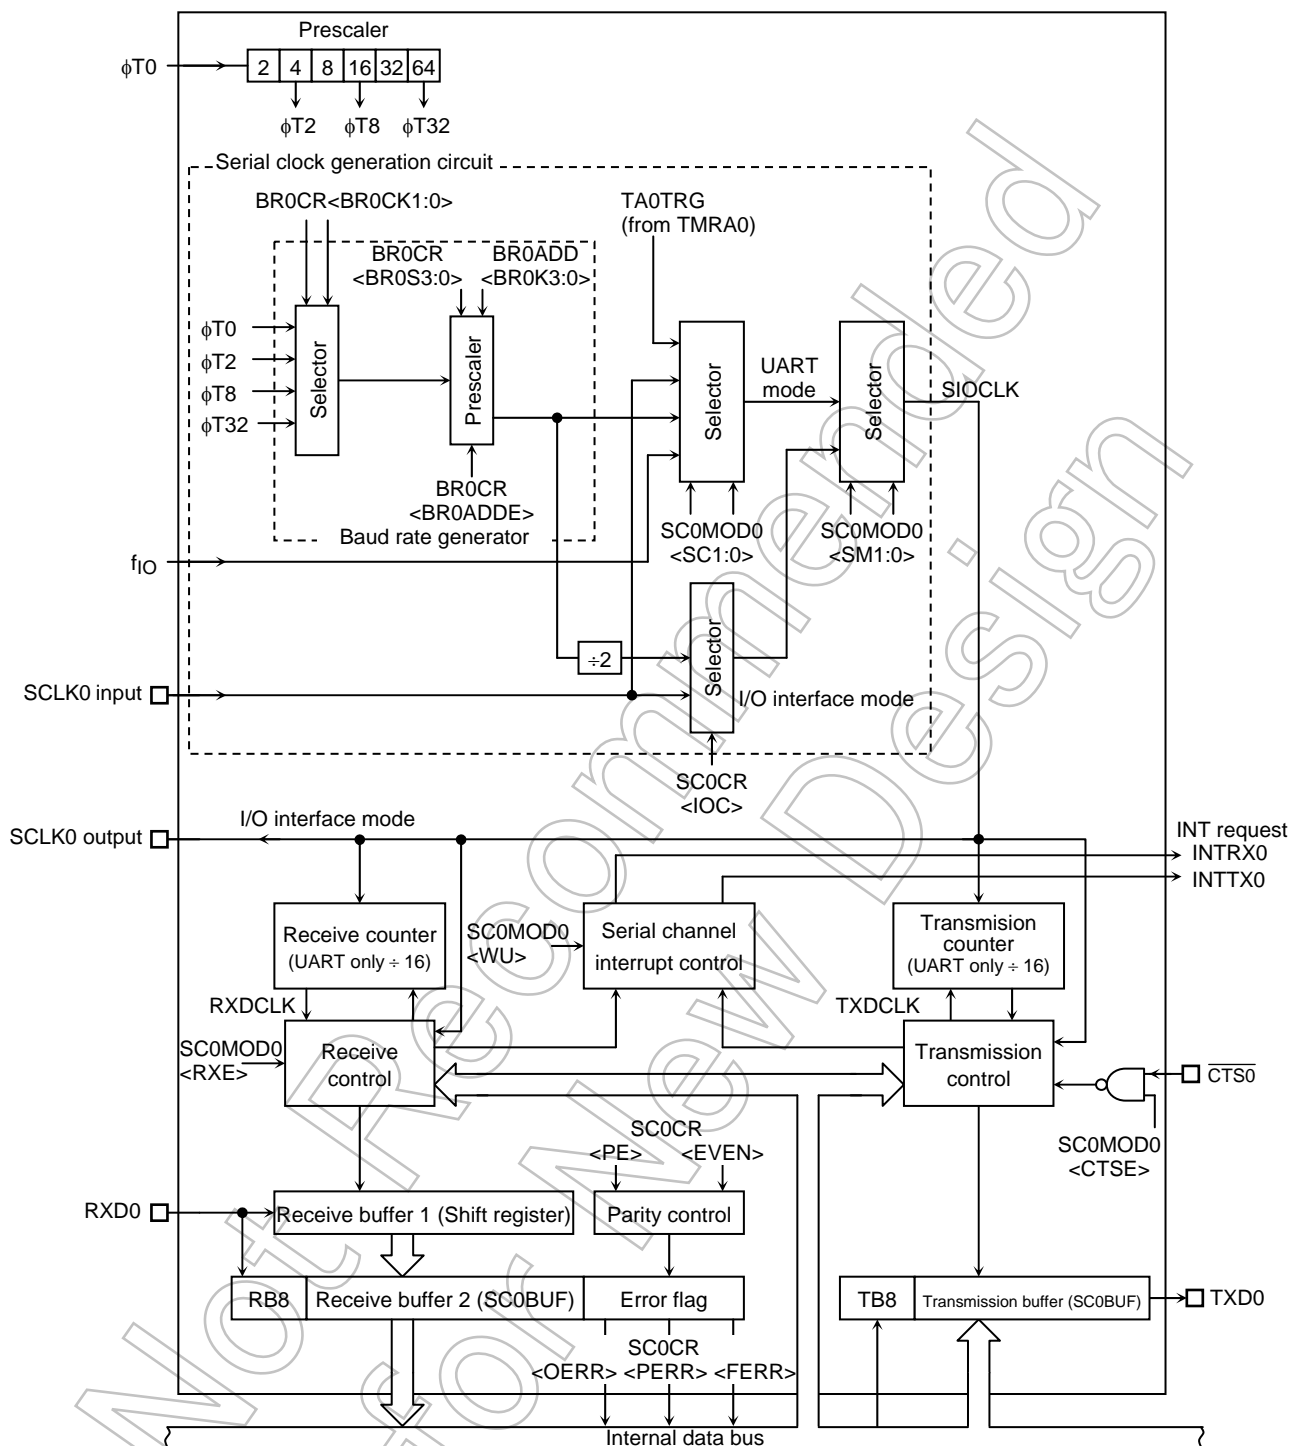 Prescaler
ϕT0
2 4 8 16 32 64
ϕT2 ϕT8 ϕT32
Serial clock generation circuit
BR0CR<BR0CK1:0>
TA0TRG
(from TMRA0)
BR0CR
<BR0S3:0>
BR0ADD
<BR0K3:0>
ϕT0
ϕT2
ϕT8
ϕT32
Selector
Prescaler
Selector
UART
mode
Selector
SIOCLK
BR0CR
<BR0ADDE>
Baud rate generator
SC0MOD0
<SC1:0>
SC0MOD0
<SM1:0>
fIO
÷2
Selector
I/O interface mode
SCLK0 input
SC0CR
<IOC>
SCLK0 output
I/O interface mode
INT request
INTRX0
INTTX0
Receive counter
(UART only ÷ 16)
SC0MOD0
<WU>
Serial channel
interrupt control
Transmision
counter
(UART only ÷ 16)
RXDCLK
TXDCLK
SC0MOD0
<RXE>
Receive
control
Transmission
control
CTS0
SC0MOD0
<CTSE>
SC0CR
<PE> <EVEN>
RXD0
Receive buffer 1 (Shift register)
Parity control
RB8
Receive buffer 2 (SC0BUF)
Error flag
TB8
Transmission buffer (SC0BUF)
TXD0
SC0CR
<OERR> <PERR> <FERR>
Internal data bus
Not Recommended
for New Design